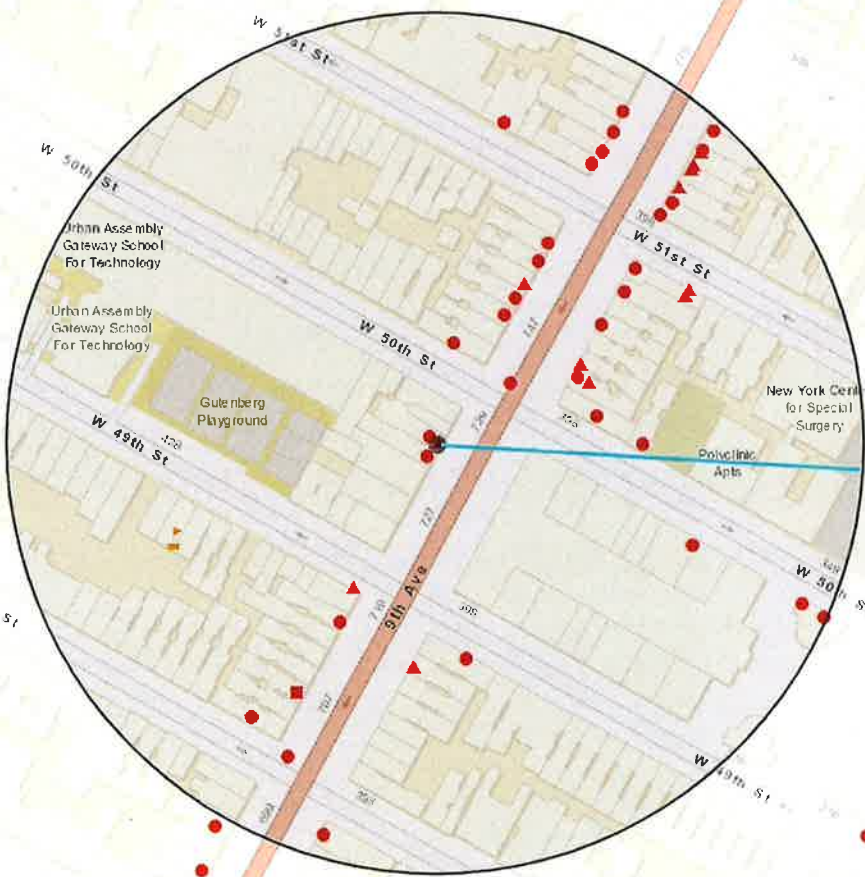 W 51st St
W 50th St
Urban Assembly
Gateway School
For Technology
Urban Assembly
Gateway School
For Technology
W 51st St
W 50th St
Gutenberg
Playground
New York Cent
for Special
Surgery
Polyclinic
Apts
W 49th St
9th Ave
W 50th S
St
W 49th St